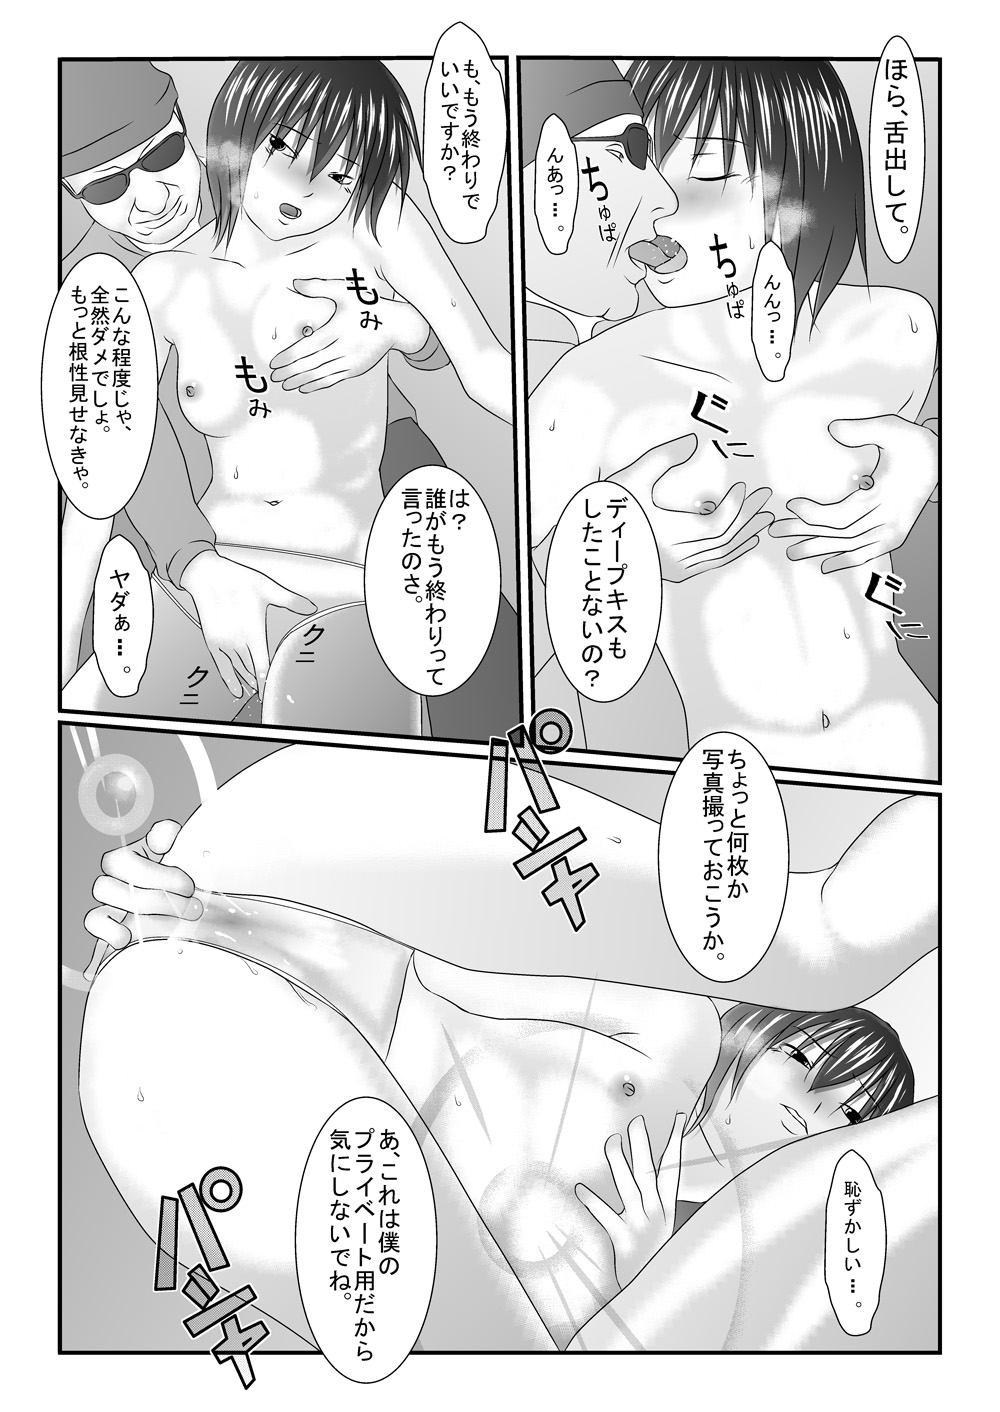 ほら、舌出して。
んあっ…。
ちゅぱ
ちゅぱ
んんっ…。
じ
に
じ
に
ディープキスも
したことないの？
も、もう終わりで
いいですか？
もみ
もみ
こんな程度じゃ、
全然ダメでしょ。
もっと根性見せなきゃ。
は？
誰がもう終わりって
言ったのさ。
ヤダぁ…。
クニ
クニ
ちょっと何枚か
写真撮っておこうか。
パシャ
恥ずかしい…。
あ、これは僕の
プライベート用だから
気にしないでね。
パシャ